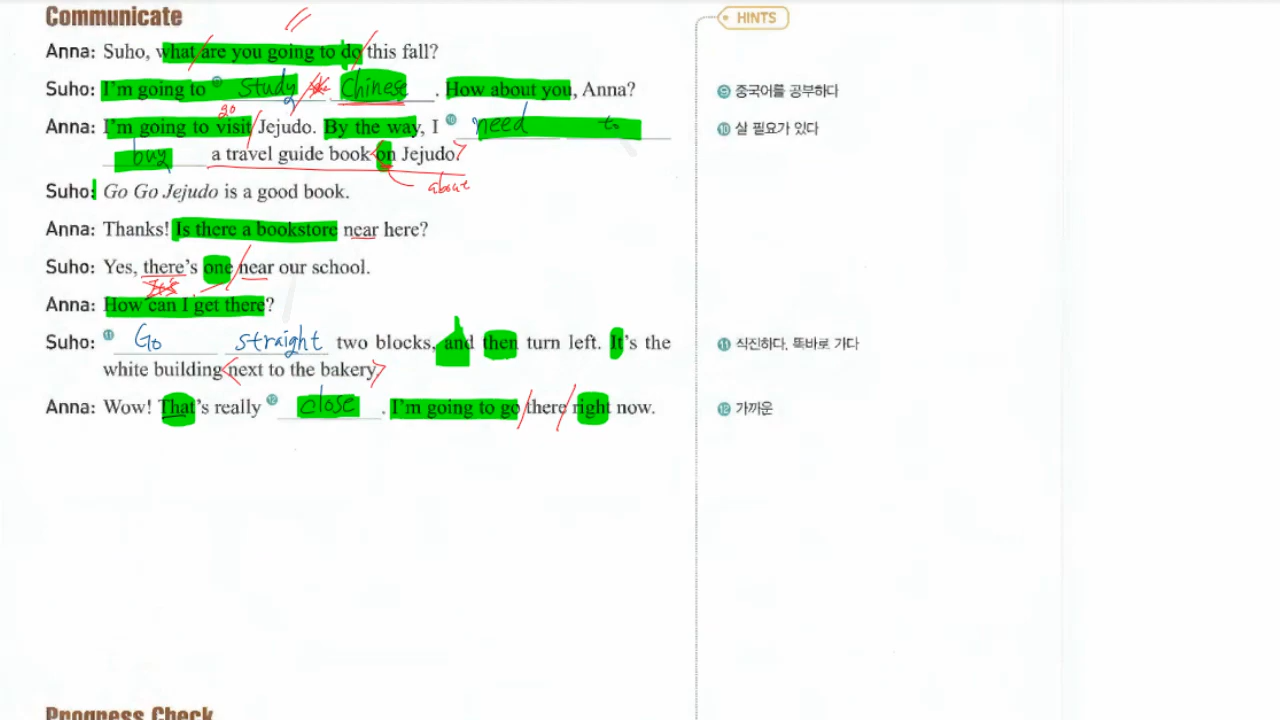 Communicate
HINTS
Anna: Suho, what are you going to do this fall?
Suho: I'm going to ⑨ study Chinese. How about you, Anna?
⑨ 중국어를 공부하다
go
Anna: I'm going to visit Jejudo. By the way, I ⑩ need to
⑩ 살 필요가 있다
buy a travel guide book on Jejudo.
about
Suho: Go Go Jejudo is a good book.
Anna: Thanks! Is there a bookstore near here?
Suho: Yes, there's one near our school.
Anna: How can I get there?
Suho: ⑪ Go straight two blocks, and then turn left. It's the
⑪ 직진하다, 똑바로 가다
white building next to the bakery.
Anna: Wow! That's really ⑫ close. I'm going to go there right now.
⑫ 가까운
Progress Check